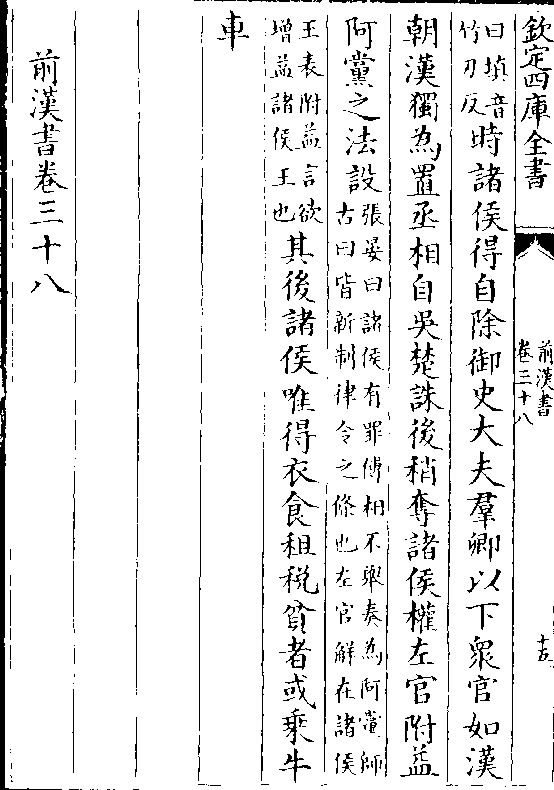 欽定四庫全書
前漢書
卷三十八
十五
曰填音
竹刃反
時諸侯得自除御史大夫羣卿以下衆官如漢
朝漢獨為置丞相自吳楚誅後稍奪諸侯權左官附益
阿黨之法設
張晏曰諸侯有罪傅相不舉奏為阿黨師
古曰皆新制律令之條也左官解在諸侯
王表附益言欲
增益諸侯王也
其後諸侯唯得衣食租税貧者或乘牛
車
前漢書卷三十八